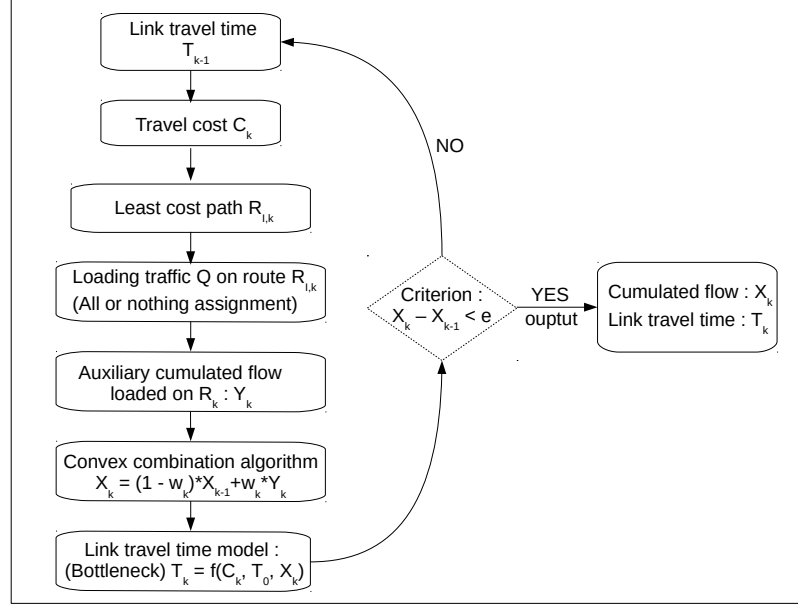 Link travel time
T k-1
Travel cost C k
Least cost path R l,k
Loading traffic Q on route R l,k
(All or nothing assignment)
Auxiliary cumulated flow
loaded on R k : Y k
Convex combination algorithm
X k = (1 - w k)*X k-1+w k*Y k
Link travel time model :
(Bottleneck) T k = f(C k, T 0, X k)
NO
Criterion :
X k – X k-1 < e
YES
ouptut
Cumulated flow : X k
Link travel time : T k